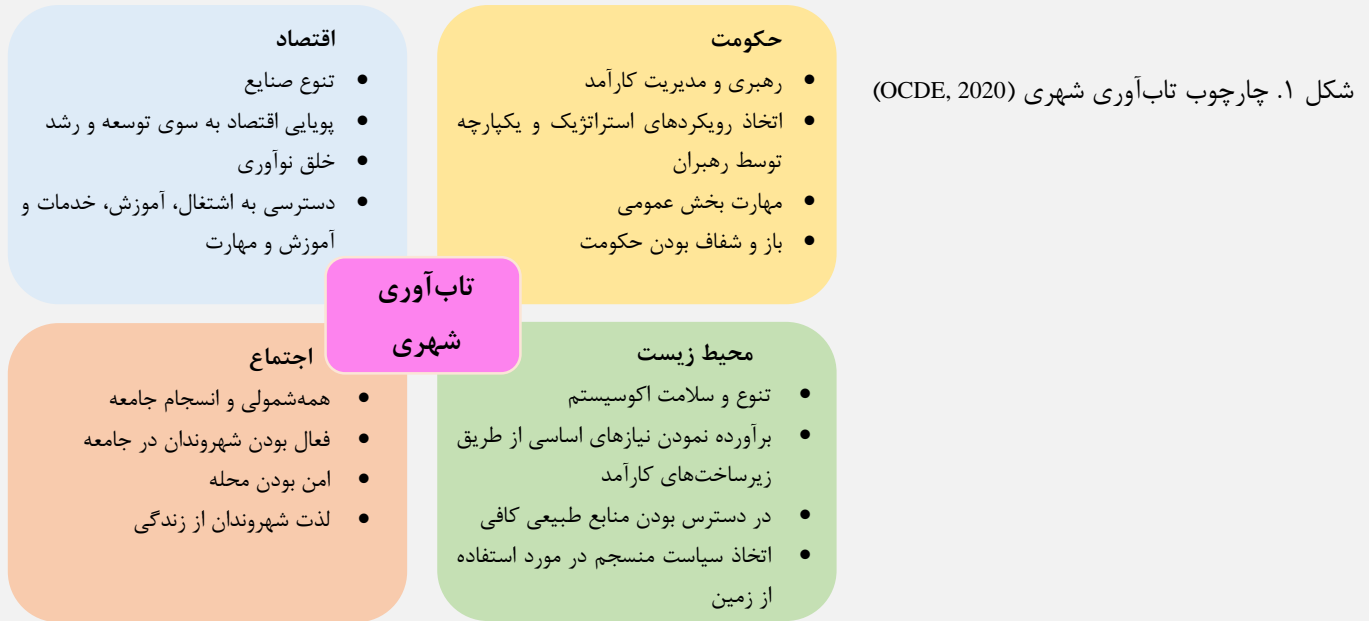 شکل ۱. چارچوب تاب‌آوری شهری (OCDE, 2020)
حکومت
• رهبری و مدیریت کارآمد
• اتخاذ رویکردهای استراتژیک و یکپارچه
توسط رهبران
• مهارت بخش عمومی
• باز و شفاف بودن حکومت
اقتصاد
• تنوع صنایع
• پویایی اقتصاد به سوی توسعه و رشد
• خلق نوآوری
• دسترسی به اشتغال، آموزش، خدمات و
آموزش و مهارت
تاب‌آوری
شهری
محیط زیست
• تنوع و سلامت اکوسیستم
• برآورده نمودن نیازهای اساسی از طریق
زیرساخت‌های کارآمد
• در دسترس بودن منابع طبیعی کافی
• اتخاذ سیاست منسجم در مورد استفاده
از زمین
اجتماع
• همه‌شمولی و انسجام جامعه
• فعال بودن شهروندان در جامعه
• امن بودن محله
• لذت شهروندان از زندگی